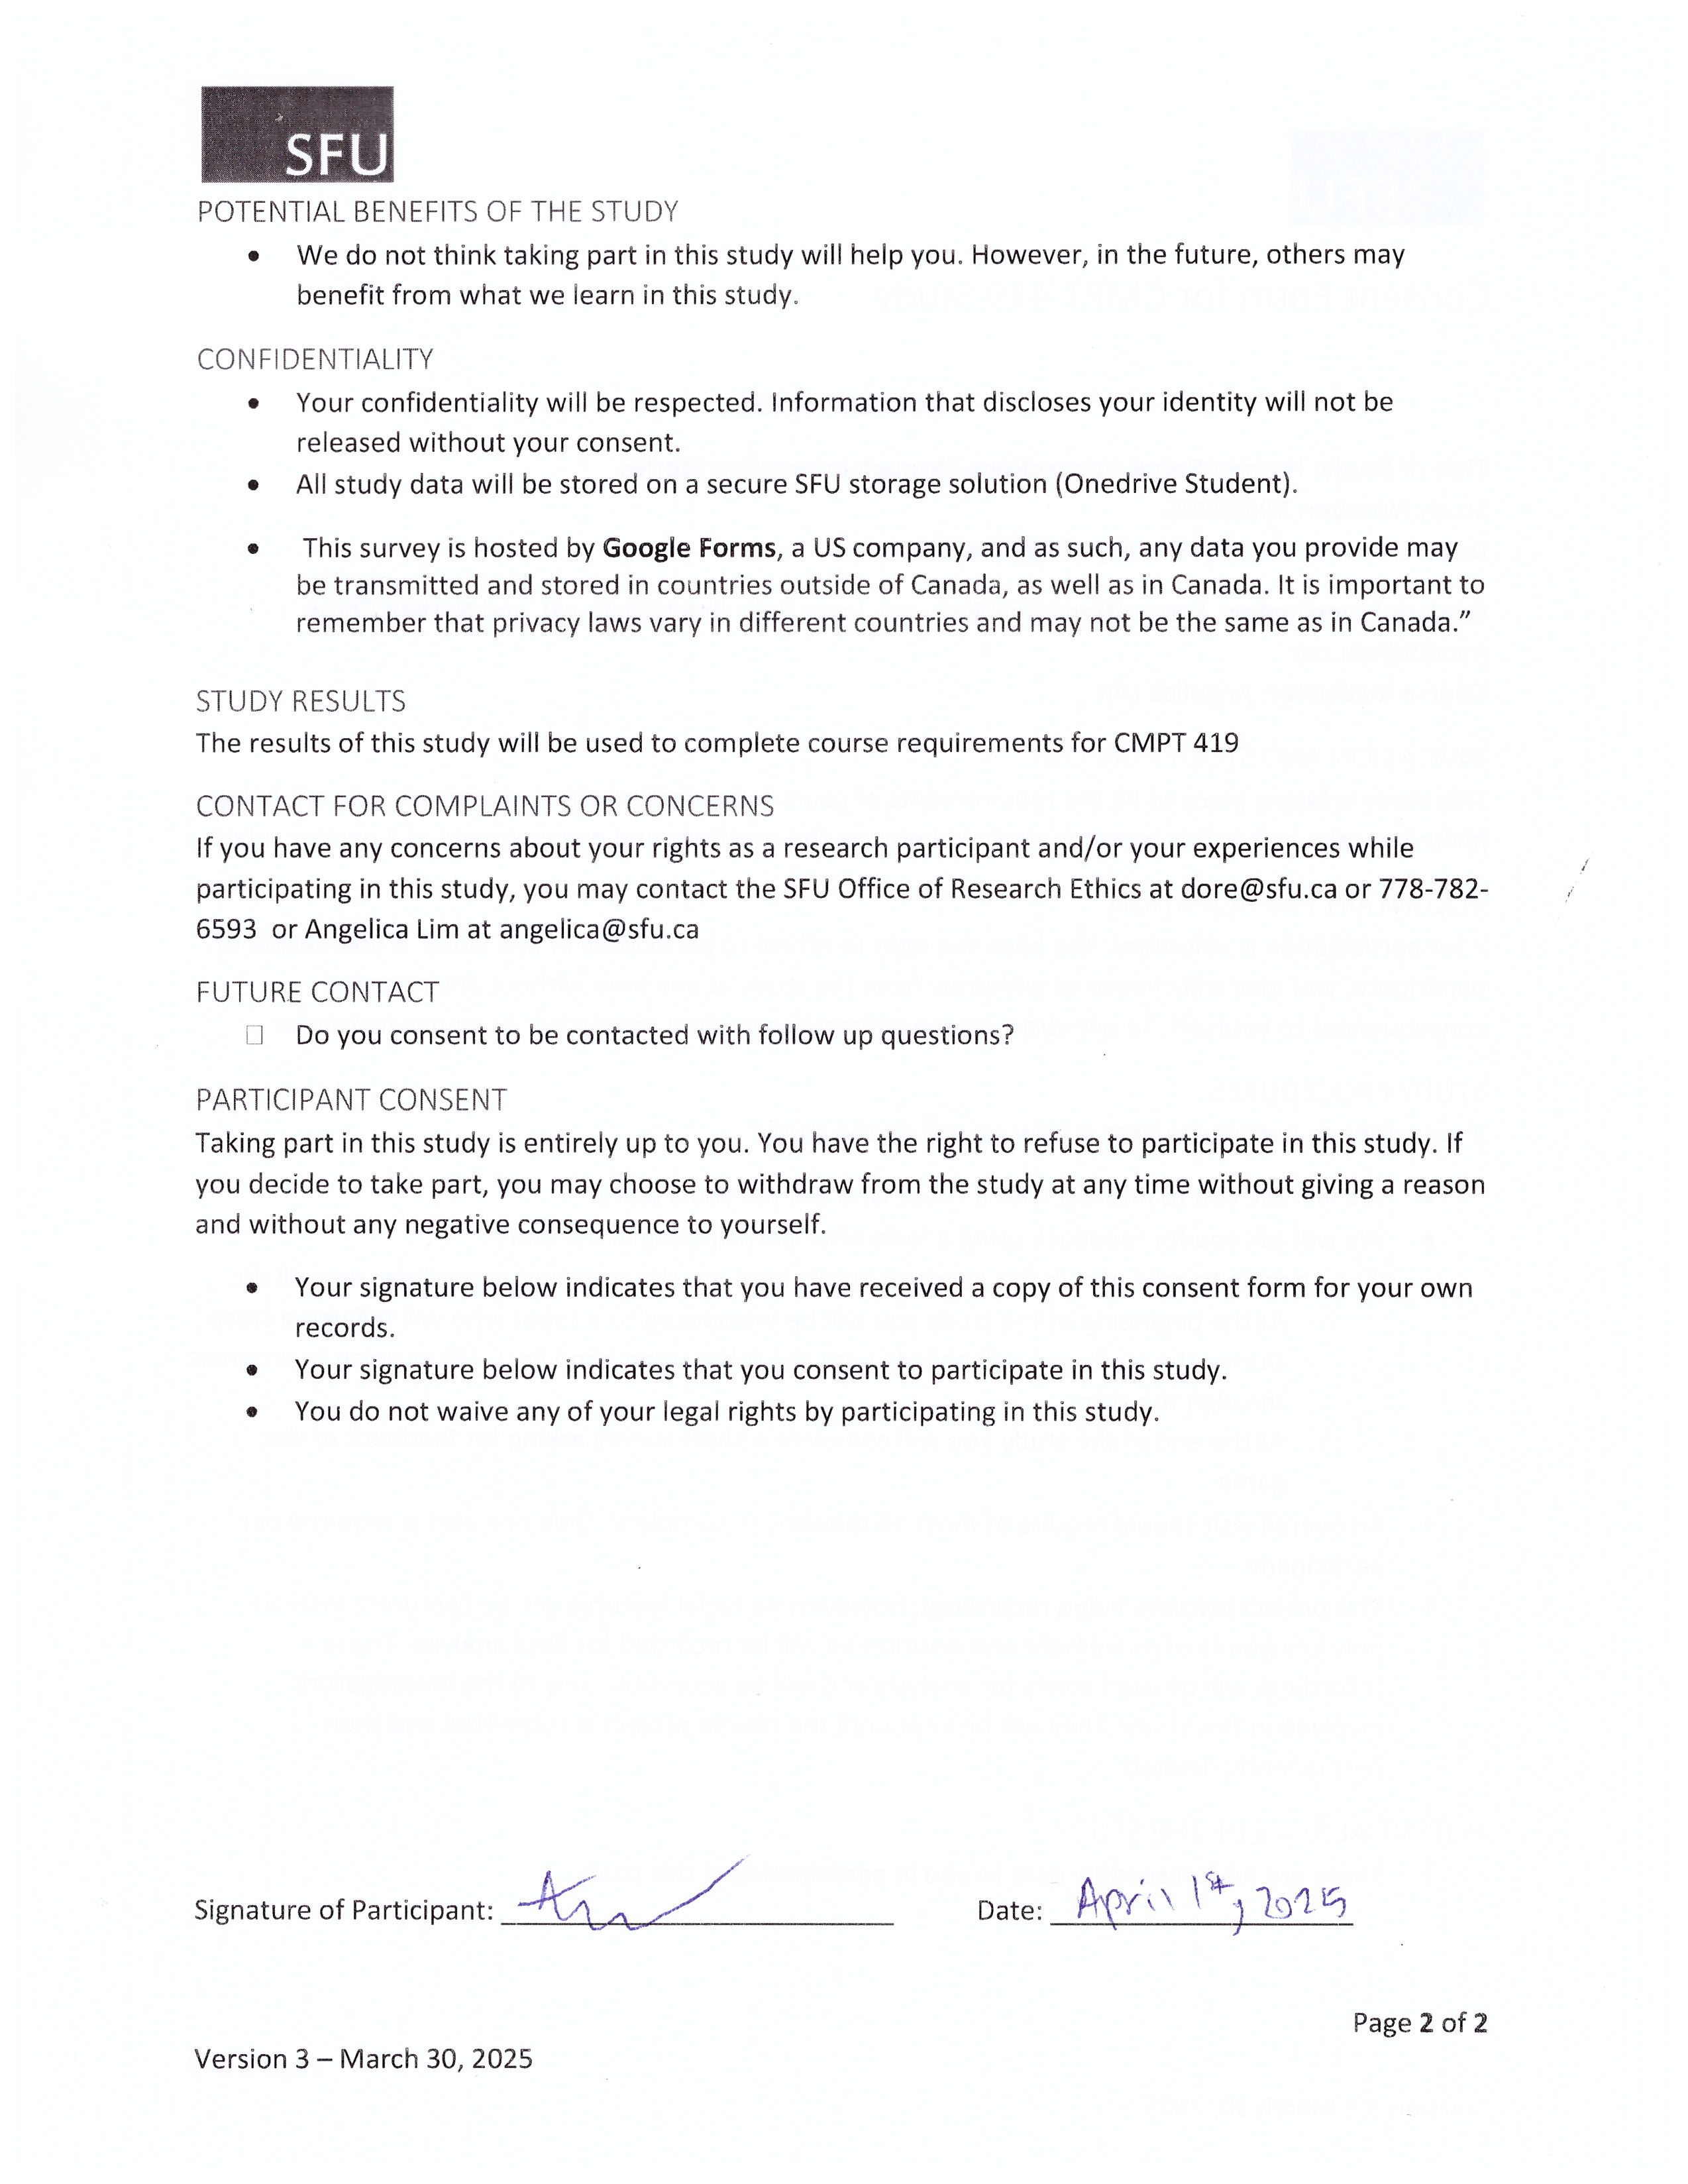 SFU
POTENTIAL BENEFITS OF THE STUDY
• We do not think taking part in this study will help you. However, in the future, others may
benefit from what we learn in this study.
CONFIDENTIALITY
• Your confidentiality will be respected. Information that discloses your identity will not be
released without your consent.
• All study data will be stored on a secure SFU storage solution (Onedrive Student).
• This survey is hosted by Google Forms, a US company, and as such, any data you provide may
be transmitted and stored in countries outside of Canada, as well as in Canada. It is important to
remember that privacy laws vary in different countries and may not be the same as in Canada.”
STUDY RESULTS
The results of this study will be used to complete course requirements for CMPT 419
CONTACT FOR COMPLAINTS OR CONCERNS
If you have any concerns about your rights as a research participant and/or your experiences while
participating in this study, you may contact the SFU Office of Research Ethics at dore@sfu.ca or 778-782-
6593 or Angelica Lim at angelica@sfu.ca
FUTURE CONTACT
☐ Do you consent to be contacted with follow up questions?
PARTICIPANT CONSENT
Taking part in this study is entirely up to you. You have the right to refuse to participate in this study. If
you decide to take part, you may choose to withdraw from the study at any time without giving a reason
and without any negative consequence to yourself.
• Your signature below indicates that you have received a copy of this consent form for your own
records.
• Your signature below indicates that you consent to participate in this study.
• You do not waive any of your legal rights by participating in this study.
Signature of Participant: Date: April 1st, 2025
Page 2 of 2
Version 3 – March 30, 2025